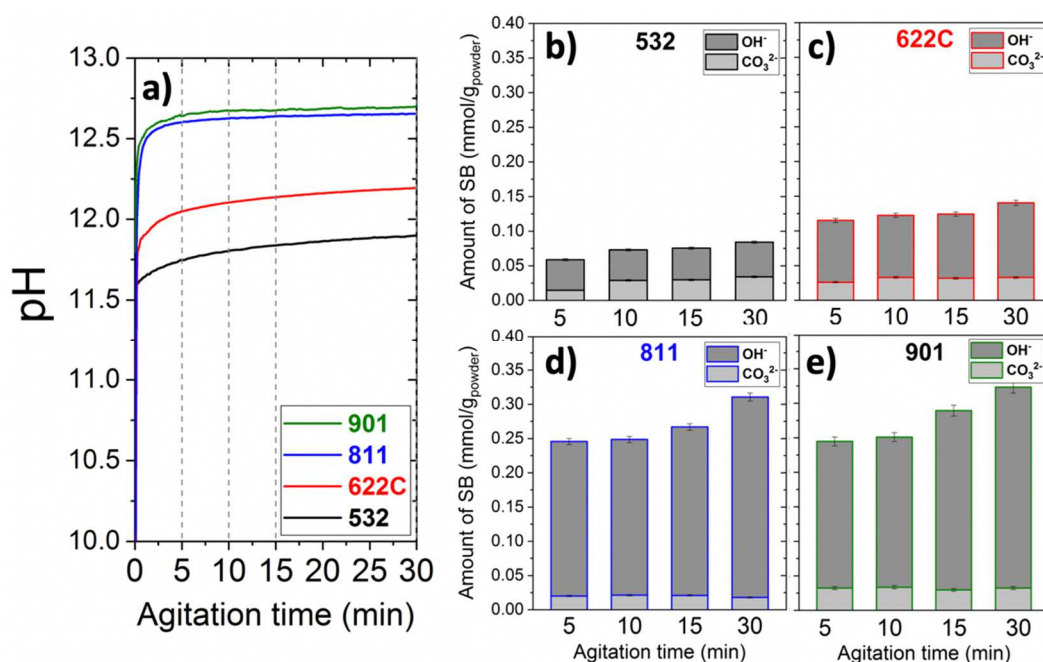 a)
13.0
12.5
12.0
11.5
11.0
10.5
10.0
pH
0 5 10 15 20 25 30
Agitation time (min)
901
811
622C
532
b)
532
OH⁻
CO₃²⁻
0.40
0.35
0.30
0.25
0.20
0.15
0.10
0.05
0.00
Amount of SB (mmol/g_powder)
5 10 15 30
c)
622C
OH⁻
CO₃²⁻
5 10 15 30
d)
811
OH⁻
CO₃²⁻
0.40
0.35
0.30
0.25
0.20
0.15
0.10
0.05
0.00
Amount of SB (mmol/g_powder)
5 10 15 30
Agitation time (min)
e)
901
OH⁻
CO₃²⁻
5 10 15 30
Agitation time (min)